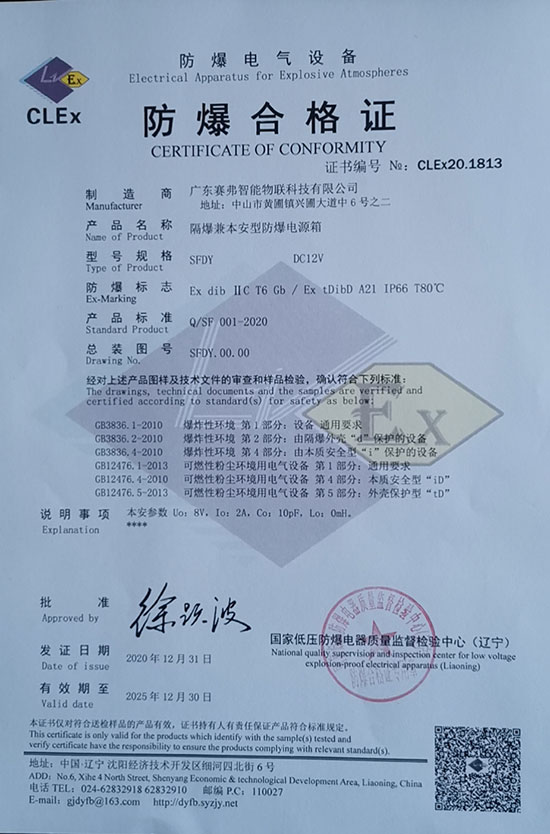 Ex
CLEx
防爆电气设备
Electrical Apparatus for Explosive Atmospheres
防爆合格证
CERTIFICATE OF CONFORMITY
证书编号 №: CLEx20.1813
制造商 广东赛弗智能物联科技有限公司
Manufacturer 地址: 中山市黄圃镇兴圃大道中6号之二
产品名称 隔爆兼本安型防爆电源箱
Name of Product
型号规格 SFDY DC12V
Type of Product
防爆标志 Ex dib ⅡC T6 Gb / Ex tDibD A21 IP66 T80℃
Ex-Marking
产品标准 Q/SF 001-2020
Standard Product
总装图号 SFDY.00.00
Drawing No.
经对上述产品图样及技术文件的审查和样品检验, 确认符合下列标准:
The drawings, technical documents and the samples are verified and
certified according to standard(s) for safety as below:
Ex
GB3836.1-2010 爆炸性环境 第1部分: 设备 通用要求
GB3836.2-2010 爆炸性环境 第2部分: 由隔爆外壳“d”保护的设备
GB3836.4-2010 爆炸性环境 第4部分: 由本质安全型“i”保护的设备
GB12476.1-2013 可燃性粉尘环境用电气设备 第1部分: 通用要求
GB12476.4-2010 可燃性粉尘环境用电气设备 第4部分: 本质安全型“iD”
GB12476.5-2013 可燃性粉尘环境用电气设备 第5部分: 外壳保护型“tD”
说明事项 本安参数 Uo: 8V, Io: 2A, Co: 10pF, Lo: 0mH.
Explanation ****
批准
Approved by
国家低压防爆电器质量监督检验中心(辽宁)
National quality supervision and inspection center for low voltage
explosion-proof electrical apparatus (Liaoning)
发证日期 2020年12月31日
Date of issue
有效期至 2025年12月30日
Valid date
本证书仅对符合送检样品的产品有效, 证书持有人有责任保证产品符合标准规定。
This certificate is only valid for the products which identify with the sample(s) tested and
verify certificate have the responsibility to ensure the products complying with relevant standard(s).
地址: 中国·辽宁 沈阳经济技术开发区细河四北街6号
ADD: No.6, Xihe 4 North Street, Shenyang Economic & technological Development Area, Liaoning, China
电话 TEL: 024-62832918 62832910 邮编 P.C: 110027
E-mail: gjdyfb@163.com http://dyfb.syzjy.net